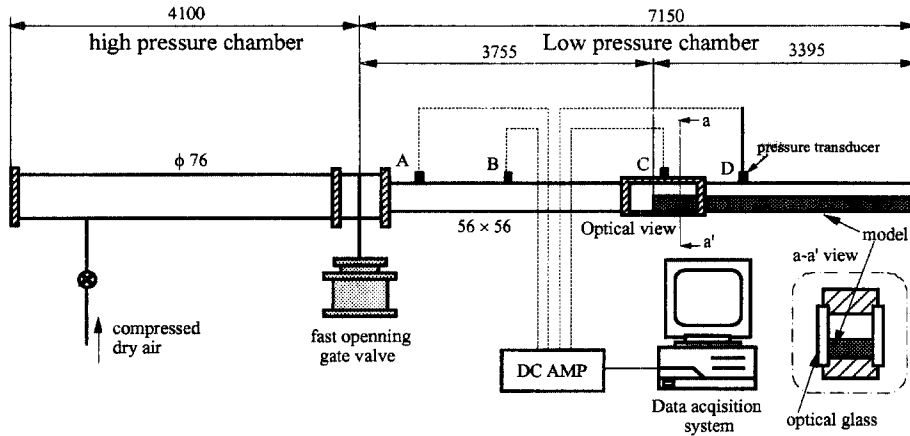 4100
7150
high pressure chamber
Low pressure chamber
3755
3395
a
ϕ 76
A
B
C
D
pressure transducer
56 × 56
Optical view
a'
model
a-a' view
compressed
dry air
fast openning
gate valve
DC AMP
Data acqisition
system
optical glass